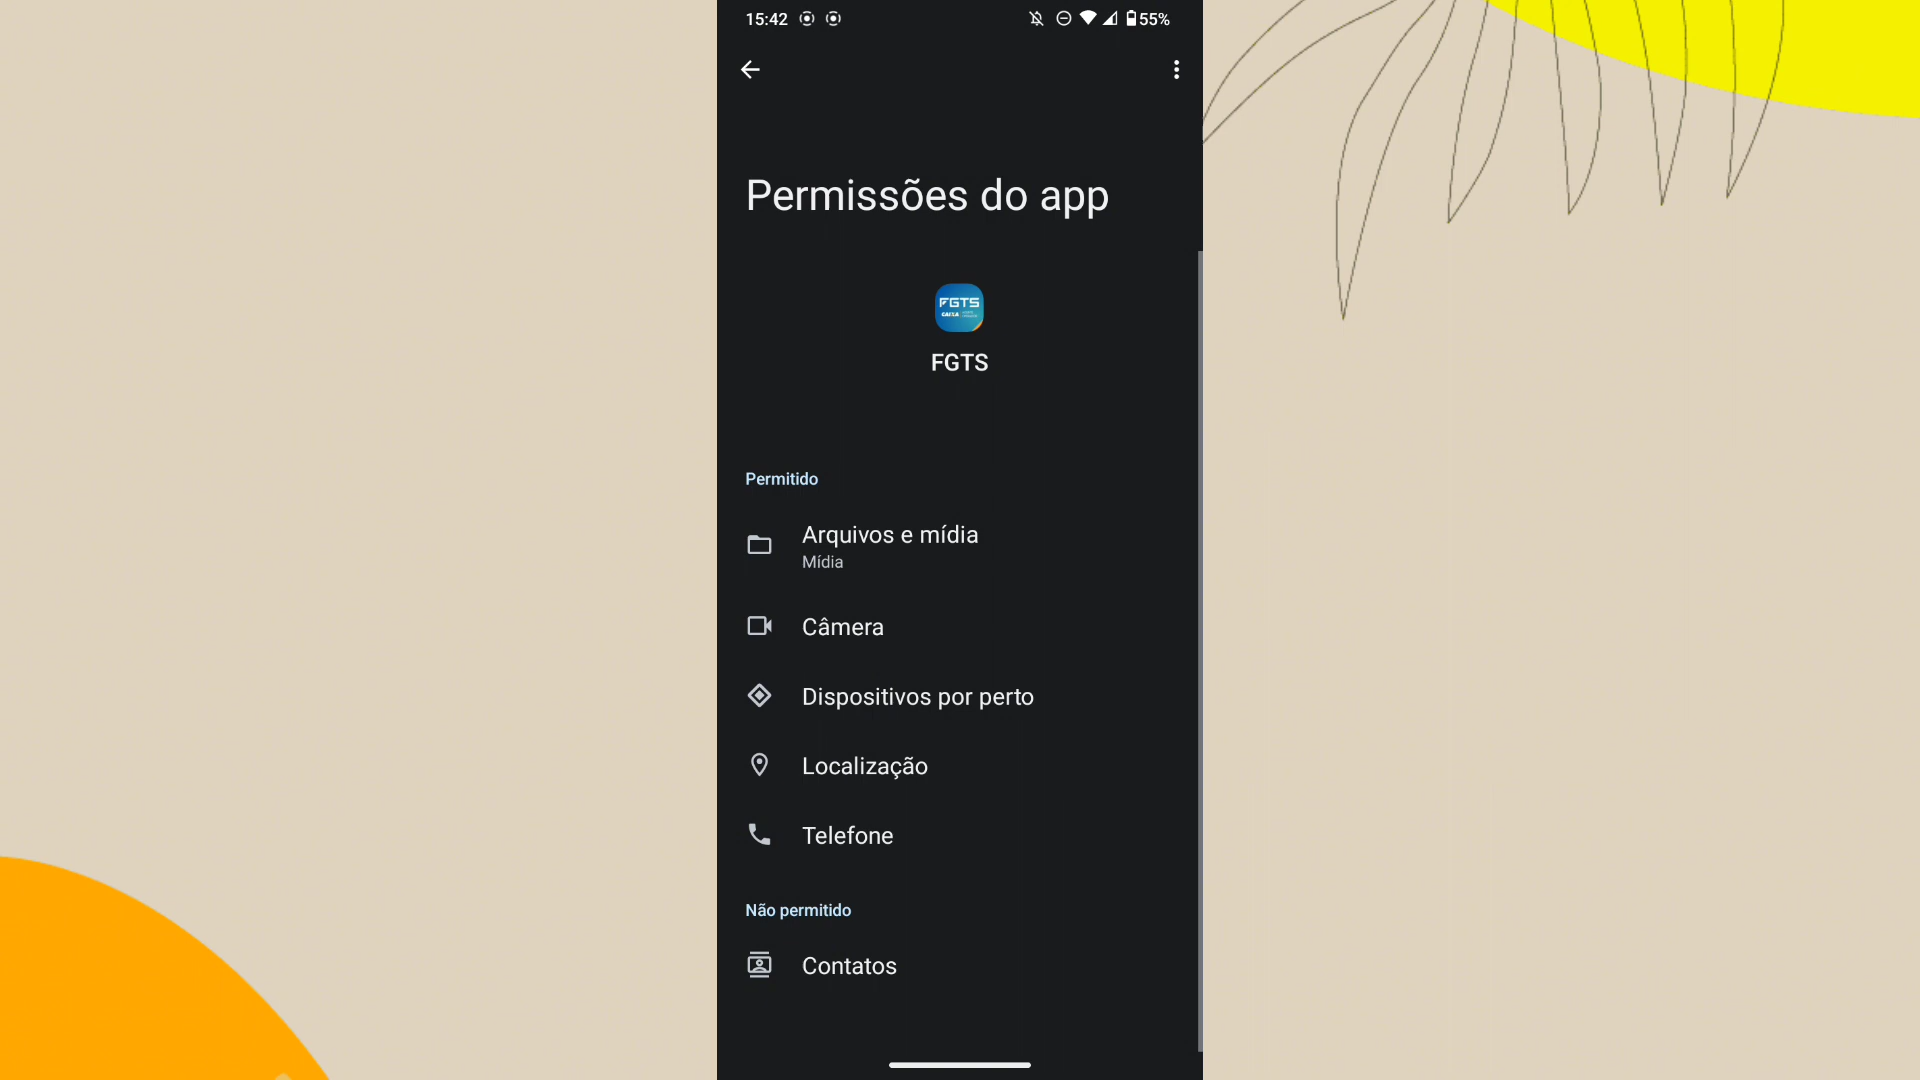 15:42
55%
Permissões do app
FGTS
CAIXA
FGTS
Permitido
Arquivos e mídia
Mídia
Câmera
Dispositivos por perto
Localização
Telefone
Não permitido
Contatos